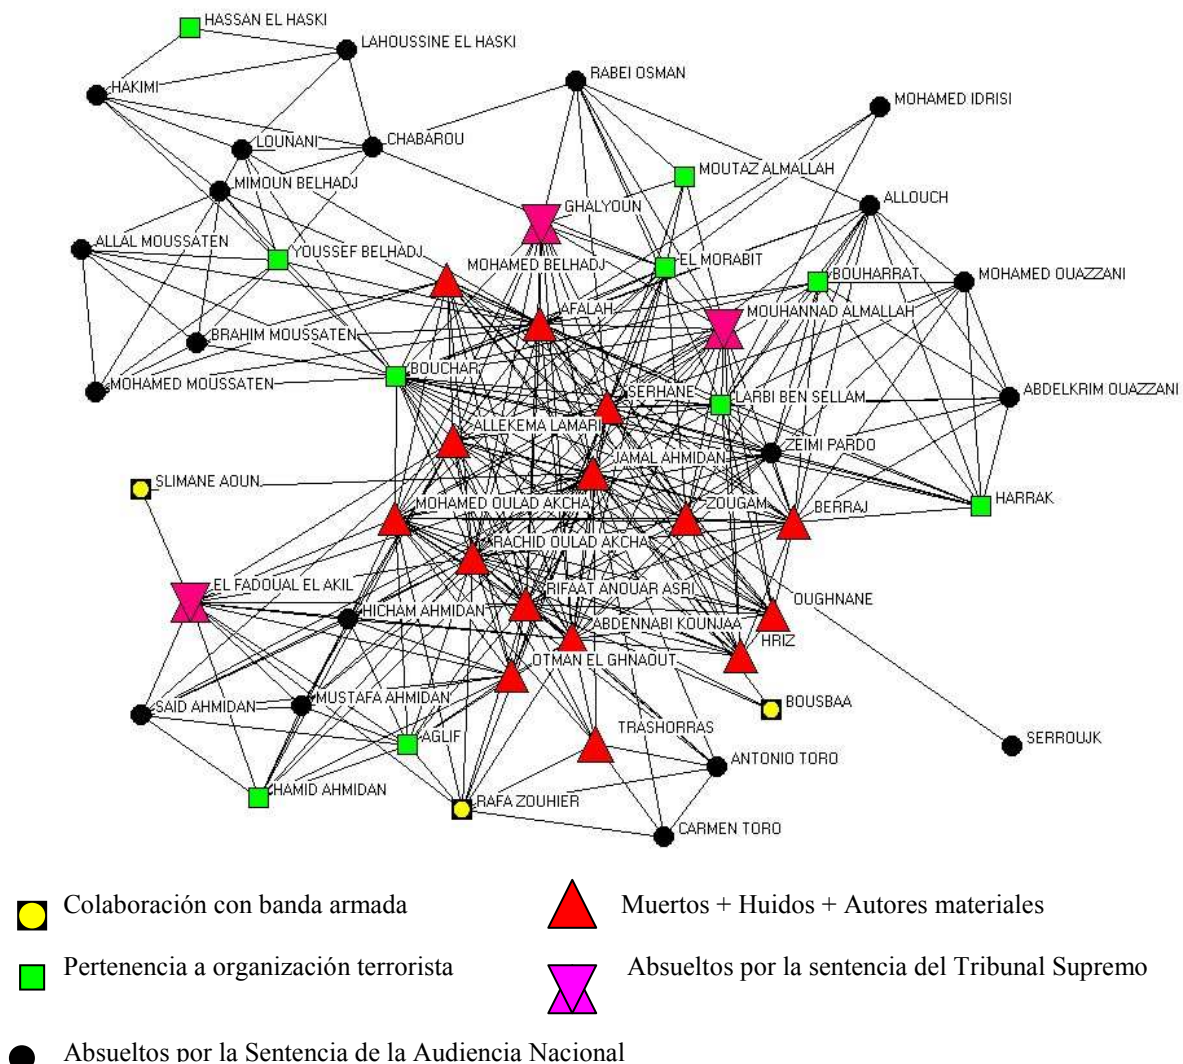 HASSAN EL HASKI
LAHOUSSINE EL HASKI
RABEI OSMAN
HAKIMI
MOHAMED IDRISI
LOUNANI
CHABAROU
MOUTAZ ALMALLAH
MIMOUN BELHADJ
ALLOUCH
GHALYOUN
ALLAL MOUSSATEN
YOUSSEF BELHADJ
MOHAMED BELHADJ
EL MORABIT
BOUHARRAT
MOHAMED OUAZZANI
AFALAH
MOUHANNAD ALMALLAH
BRAHIM MOUSSATEN
BOUCHAR
MOHAMED MOUSSATEN
SERHANE
LARBI BEN SELLAM
ABDELKRIM OUAZZANI
ALLEKEMA LAMARI
ZEIMI PARDO
JAMAL AHMIDAN
SLIMANE AOUN
MOHAMED OULAD AKCHA
ZOUGAM
BERRAJ
HARRAK
RACHID OULAD AKCHA
EL FADOUAL EL AKIL
RIFAAT ANOUAR ASRI
OUGHNANE
HICHAM AHMIDAN
ABDENNABI KOUNJAA
HRIZ
OTMAN EL GHNAOUT
MUSTAFA AHMIDAN
SAID AHMIDAN
BOUSBAA
AGLIF
TRASHORRAS
SERROUJK
ANTONIO TORO
HAMID AHMIDAN
RAFA ZOUHIER
CARMEN TORO
Colaboración con banda armada
Muertos + Huidos + Autores materiales
Pertenencia a organización terrorista
Absueltos por la sentencia del Tribunal Supremo
Absueltos por la Sentencia de la Audiencia Nacional